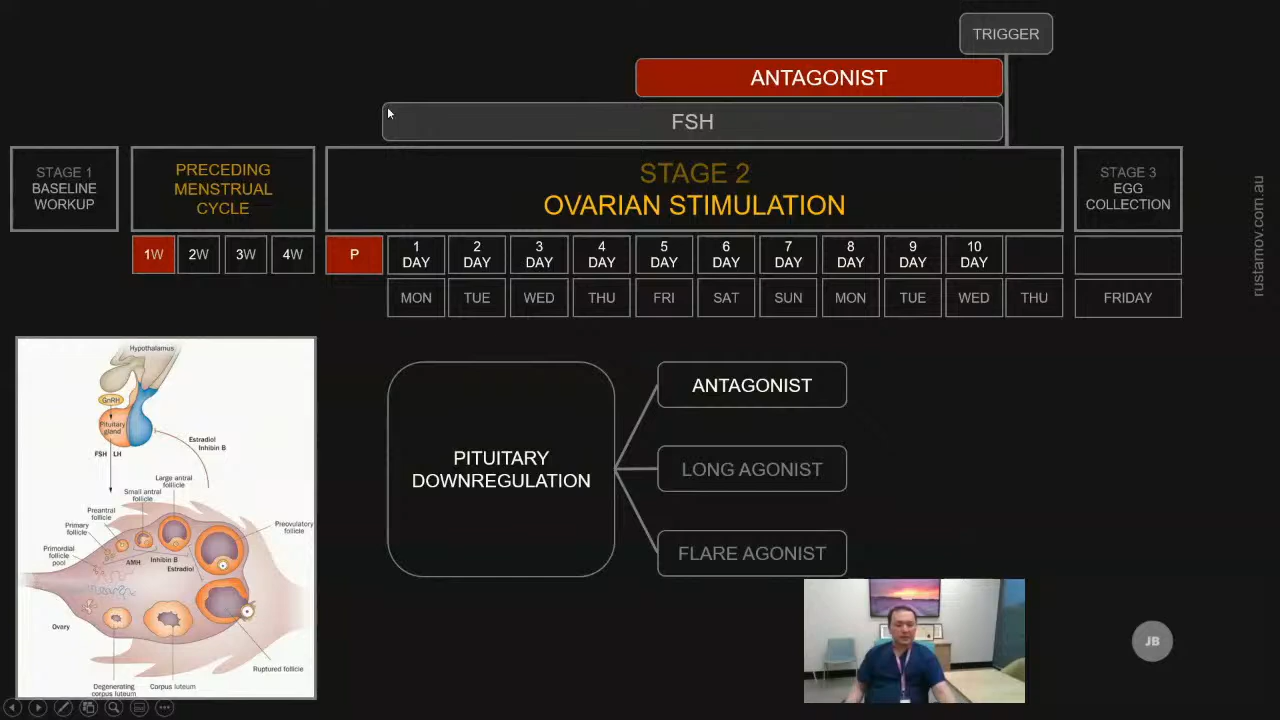 TRIGGER
ANTAGONIST
FSH
STAGE 1
BASELINE
WORKUP
PRECEDING
MENSTRUAL
CYCLE
STAGE 2
OVARIAN STIMULATION
STAGE 3
EGG
COLLECTION
1W 2W 3W 4W
P
1 DAY
2 DAY
3 DAY
4 DAY
5 DAY
6 DAY
7 DAY
8 DAY
9 DAY
10 DAY
MON TUE WED THU FRI SAT SUN MON TUE WED THU FRIDAY
rustamov.com.au
PITUITARY
DOWNREGULATION
ANTAGONIST
LONG AGONIST
FLARE AGONIST
Hypothalamus
GnRH
Pituitary
gland
FSH LH
Estradiol
Inhibin B
Large antral
follicle
Small antral
follicle
Preantral
follicle
Primary
follicle
Primordial
follicle
pool
Preovulatory
follicle
AMH
Inhibin B
Estradiol
Ovary
Ruptured follicle
Degenerating
corpus luteum
Corpus luteum
JB